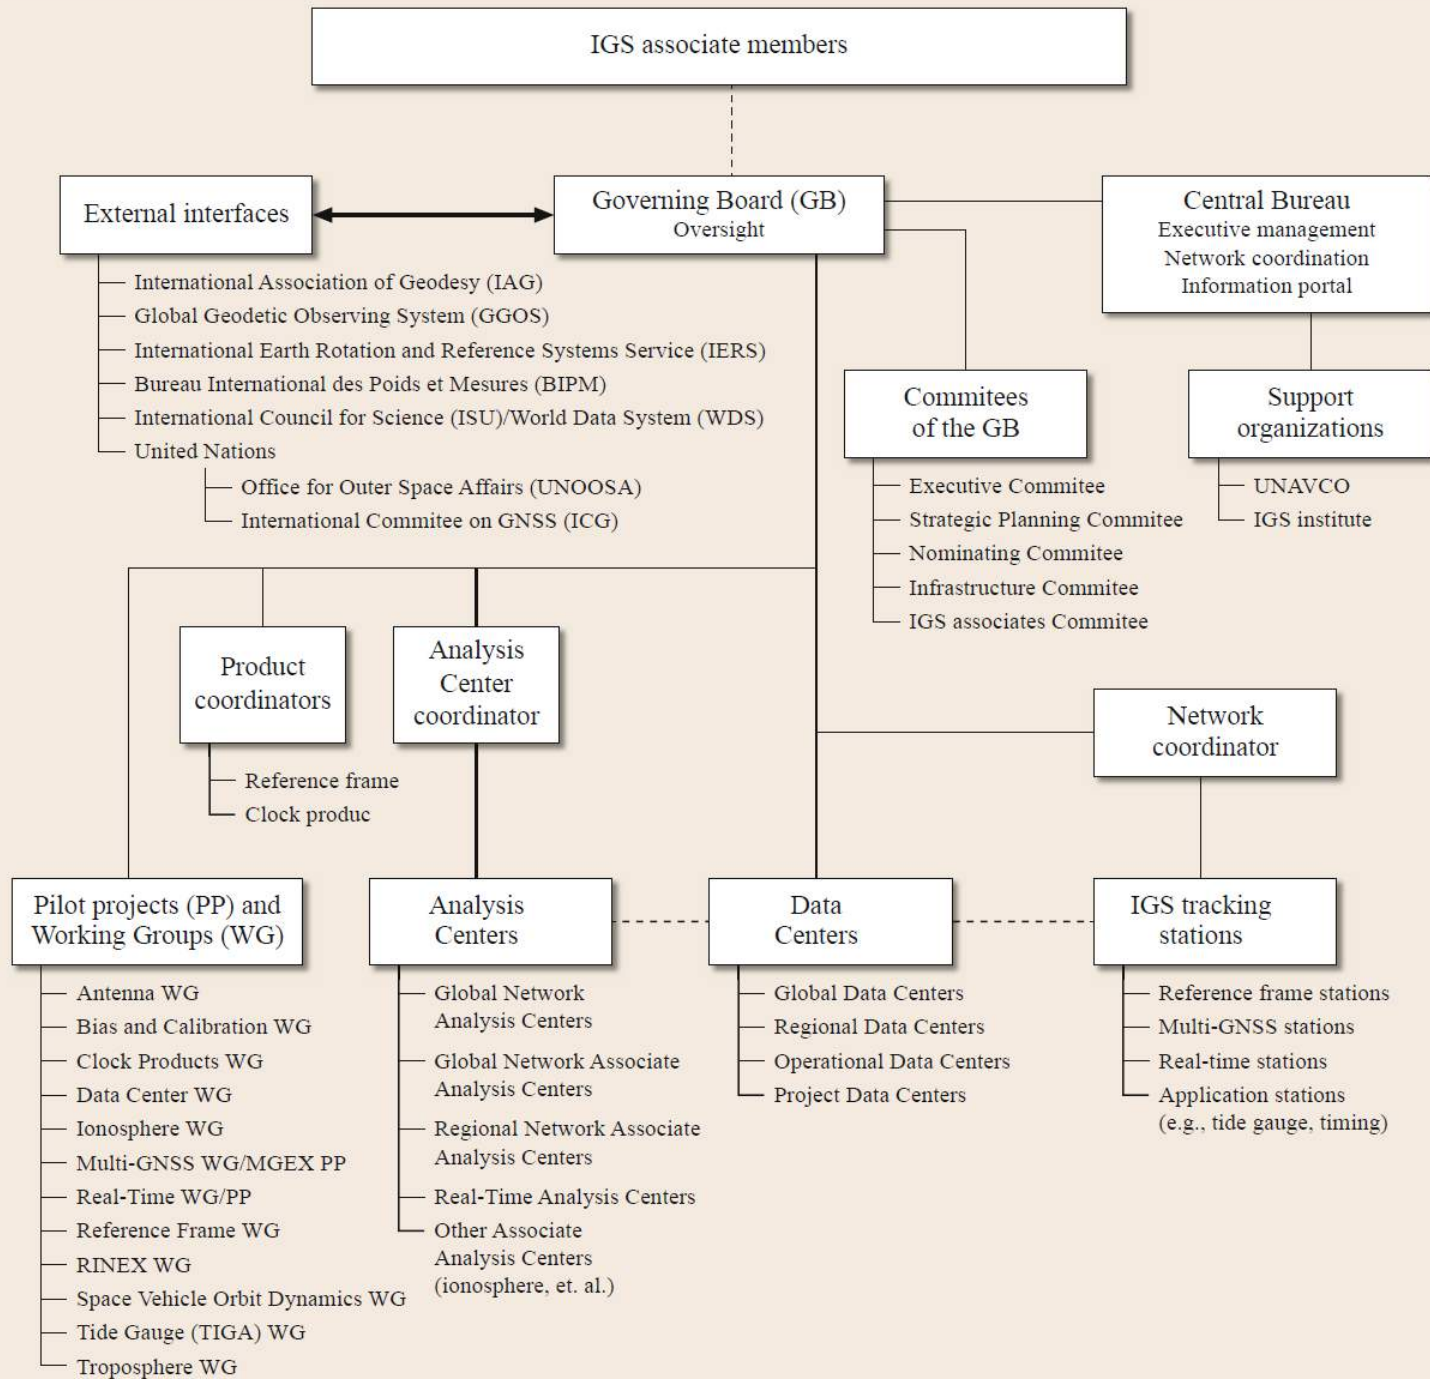 IGS associate members
External interfaces
Governing Board (GB)
Oversight
Central Bureau
Executive management
Network coordination
Information portal
International Association of Geodesy (IAG)
Global Geodetic Observing System (GGOS)
International Earth Rotation and Reference Systems Service (IERS)
Bureau International des Poids et Mesures (BIPM)
International Council for Science (ISU)/World Data System (WDS)
United Nations
Office for Outer Space Affairs (UNOOSA)
International Commitee on GNSS (ICG)
Commitees
of the GB
Executive Commitee
Strategic Planning Commitee
Nominating Commitee
Infrastructure Commitee
IGS associates Commitee
Support
organizations
UNAVCO
IGS institute
Product
coordinators
Reference frame
Clock produc
Analysis
Center
coordinator
Network
coordinator
Pilot projects (PP) and
Working Groups (WG)
Antenna WG
Bias and Calibration WG
Clock Products WG
Data Center WG
Ionosphere WG
Multi-GNSS WG/MGEX PP
Real-Time WG/PP
Reference Frame WG
RINEX WG
Space Vehicle Orbit Dynamics WG
Tide Gauge (TIGA) WG
Troposphere WG
Analysis
Centers
Global Network
Analysis Centers
Global Network Associate
Analysis Centers
Regional Network Associate
Analysis Centers
Real-Time Analysis Centers
Other Associate
Analysis Centers
(ionosphere, et. al.)
Data
Centers
Global Data Centers
Regional Data Centers
Operational Data Centers
Project Data Centers
IGS tracking
stations
Reference frame stations
Multi-GNSS stations
Real-time stations
Application stations
(e.g., tide gauge, timing)